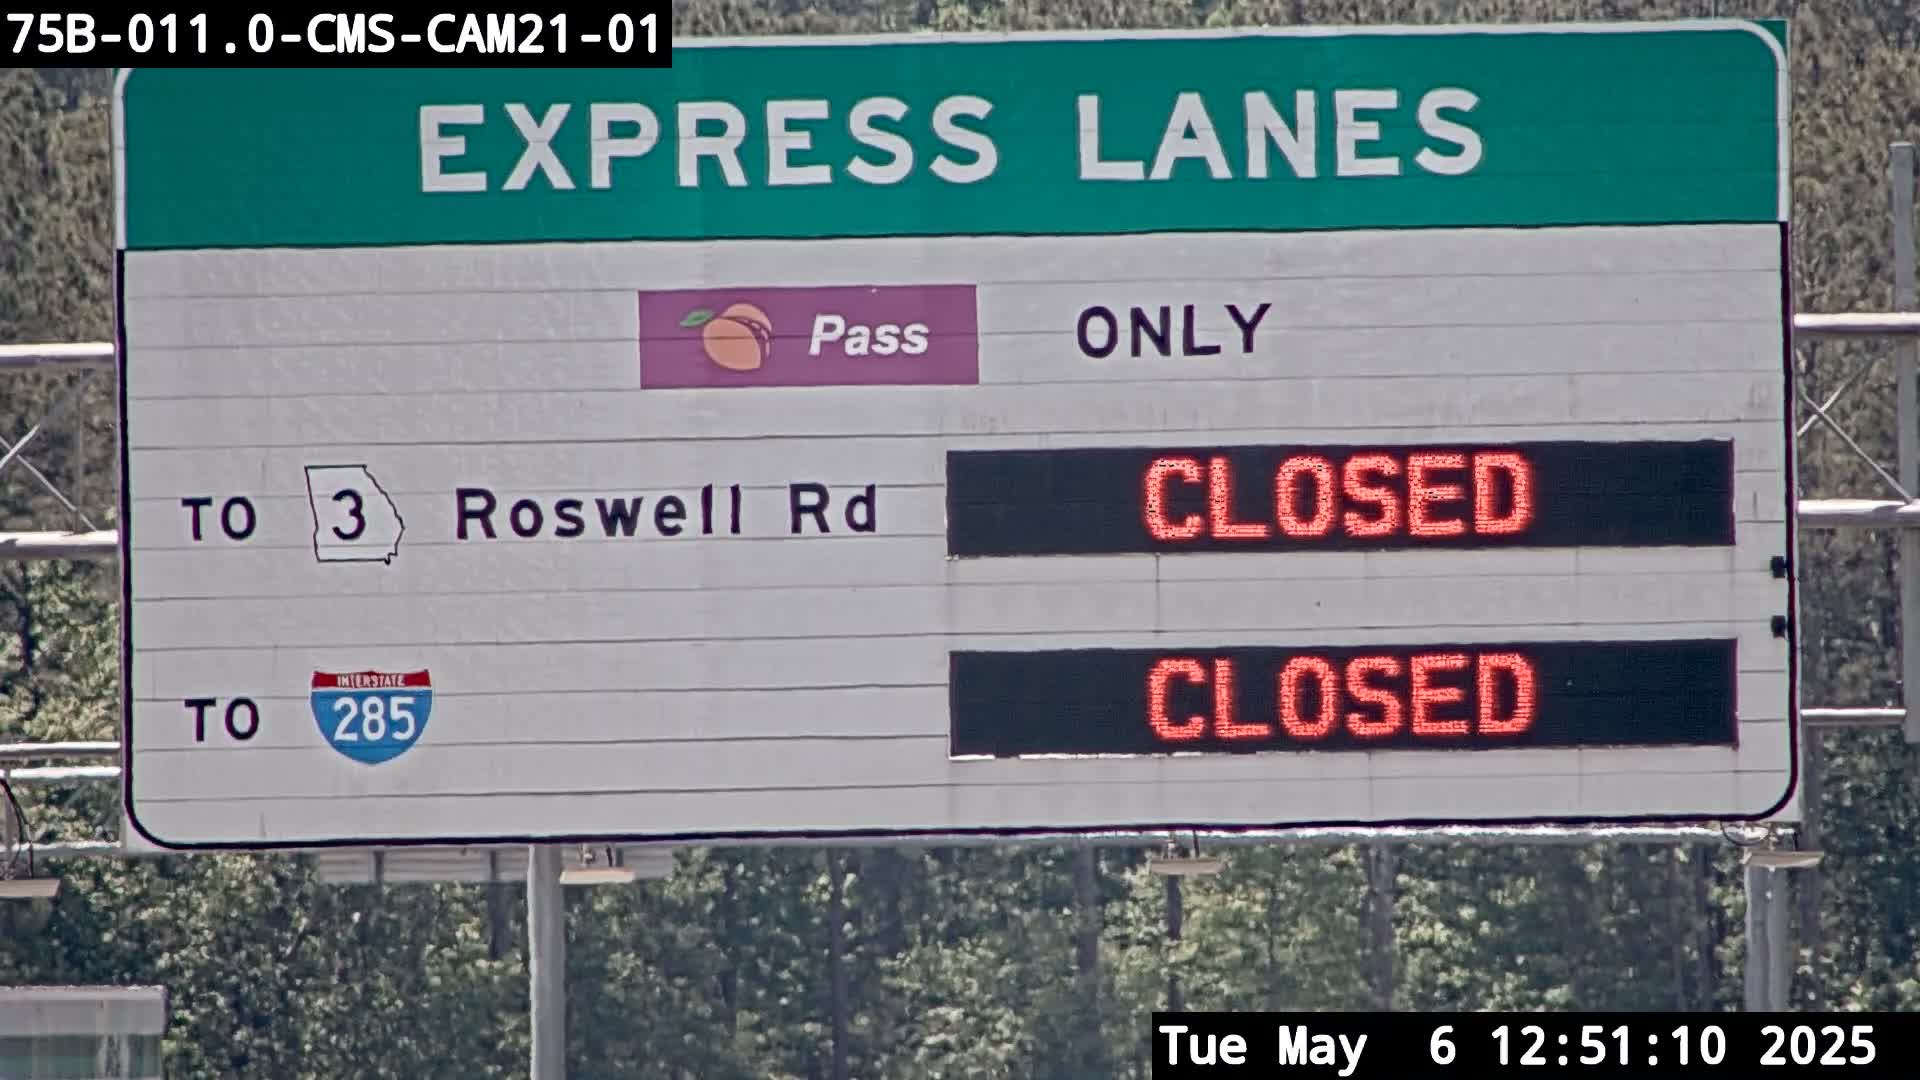 75B-011.0-CMS-CAM21-01
EXPRESS LANES
Pass ONLY
TO 3 Roswell Rd CLOSED
TO INTERSTATE 285 CLOSED
Tue May 6 12:51:10 2025